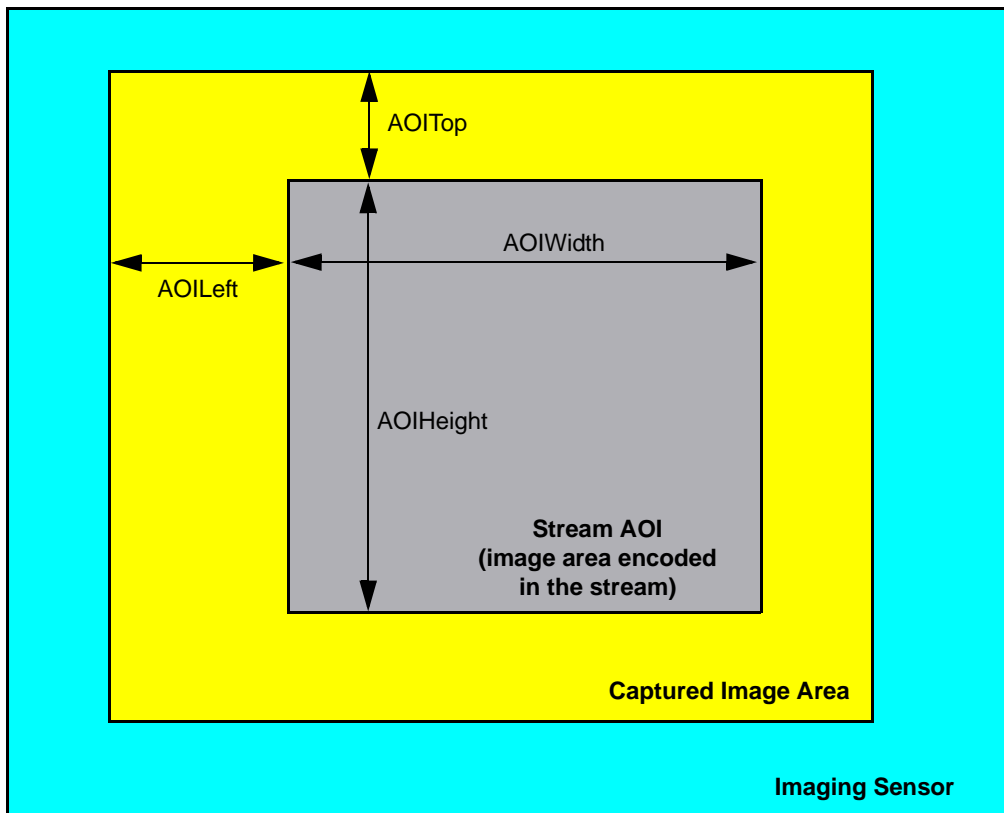 AOITop
AOIWidth
AOILeft
AOIHeight
Stream AOI
(image area encoded
in the stream)
Captured Image Area
Imaging Sensor